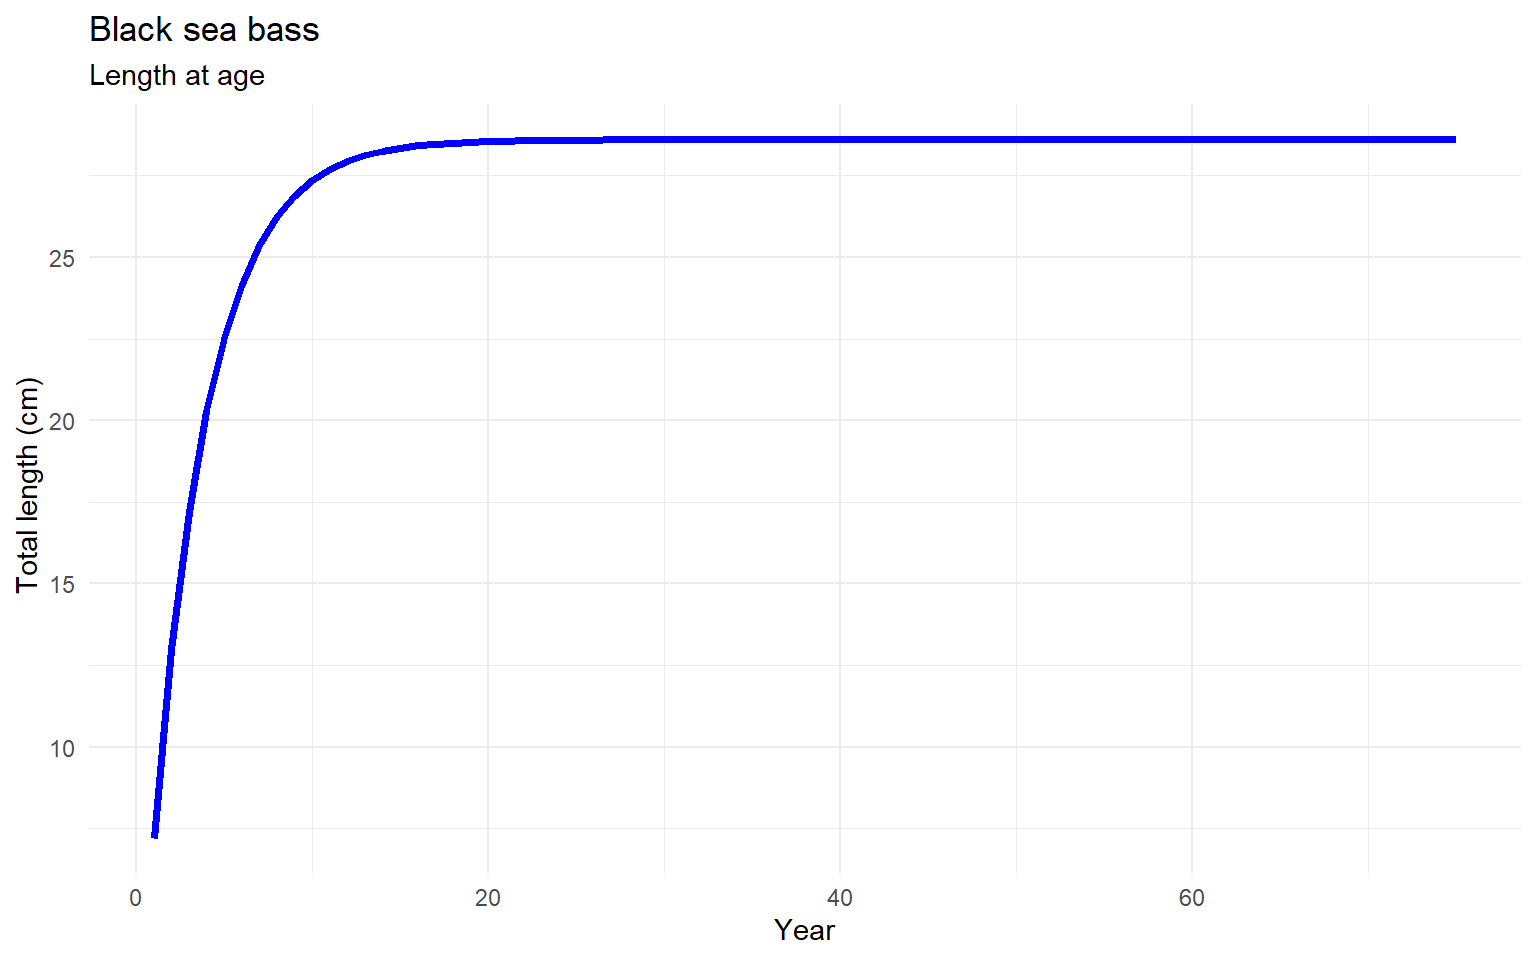 Black sea bass
Length at age
Total length (cm)
25
20
15
10
0 20 40 60
Year